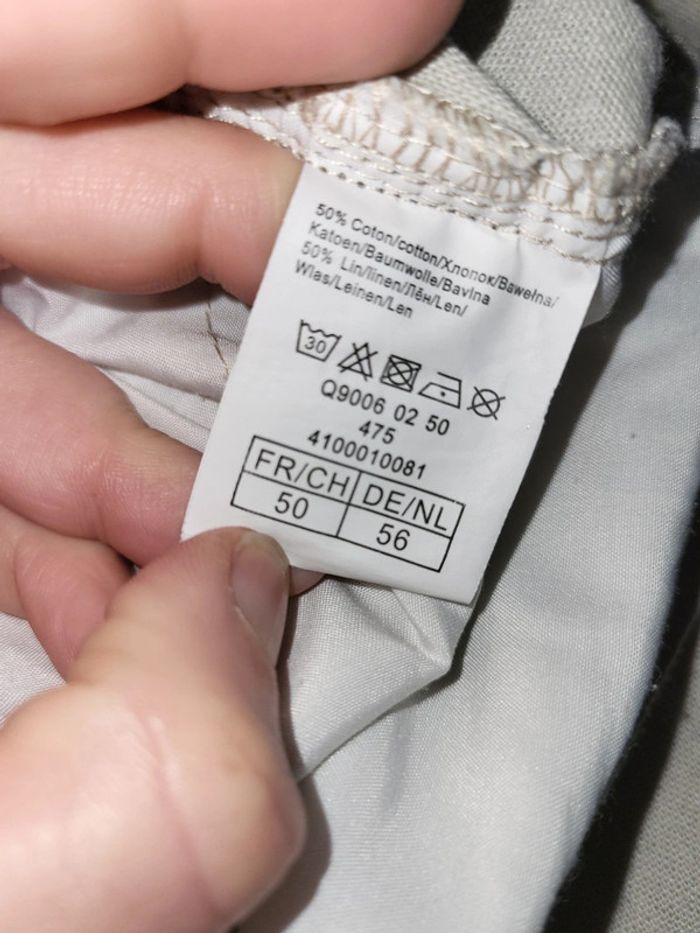 50% Coton/cotton/Хлопок/Bawełna/
Katoen/Baumwolle/Bavlna
50% Lin/linen/Лён/Len/
Vlas/Leinen/Len
30
Q9006 02 50
475
4100010081
FR/CH DE/NL
50 56